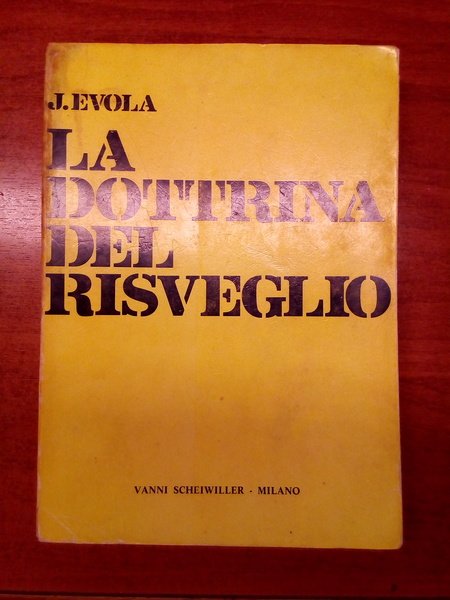 J. EVOLA
LA
DOTTRINA
DEL
RISVEGLIO
VANNI SCHEIWILLER - MILANO